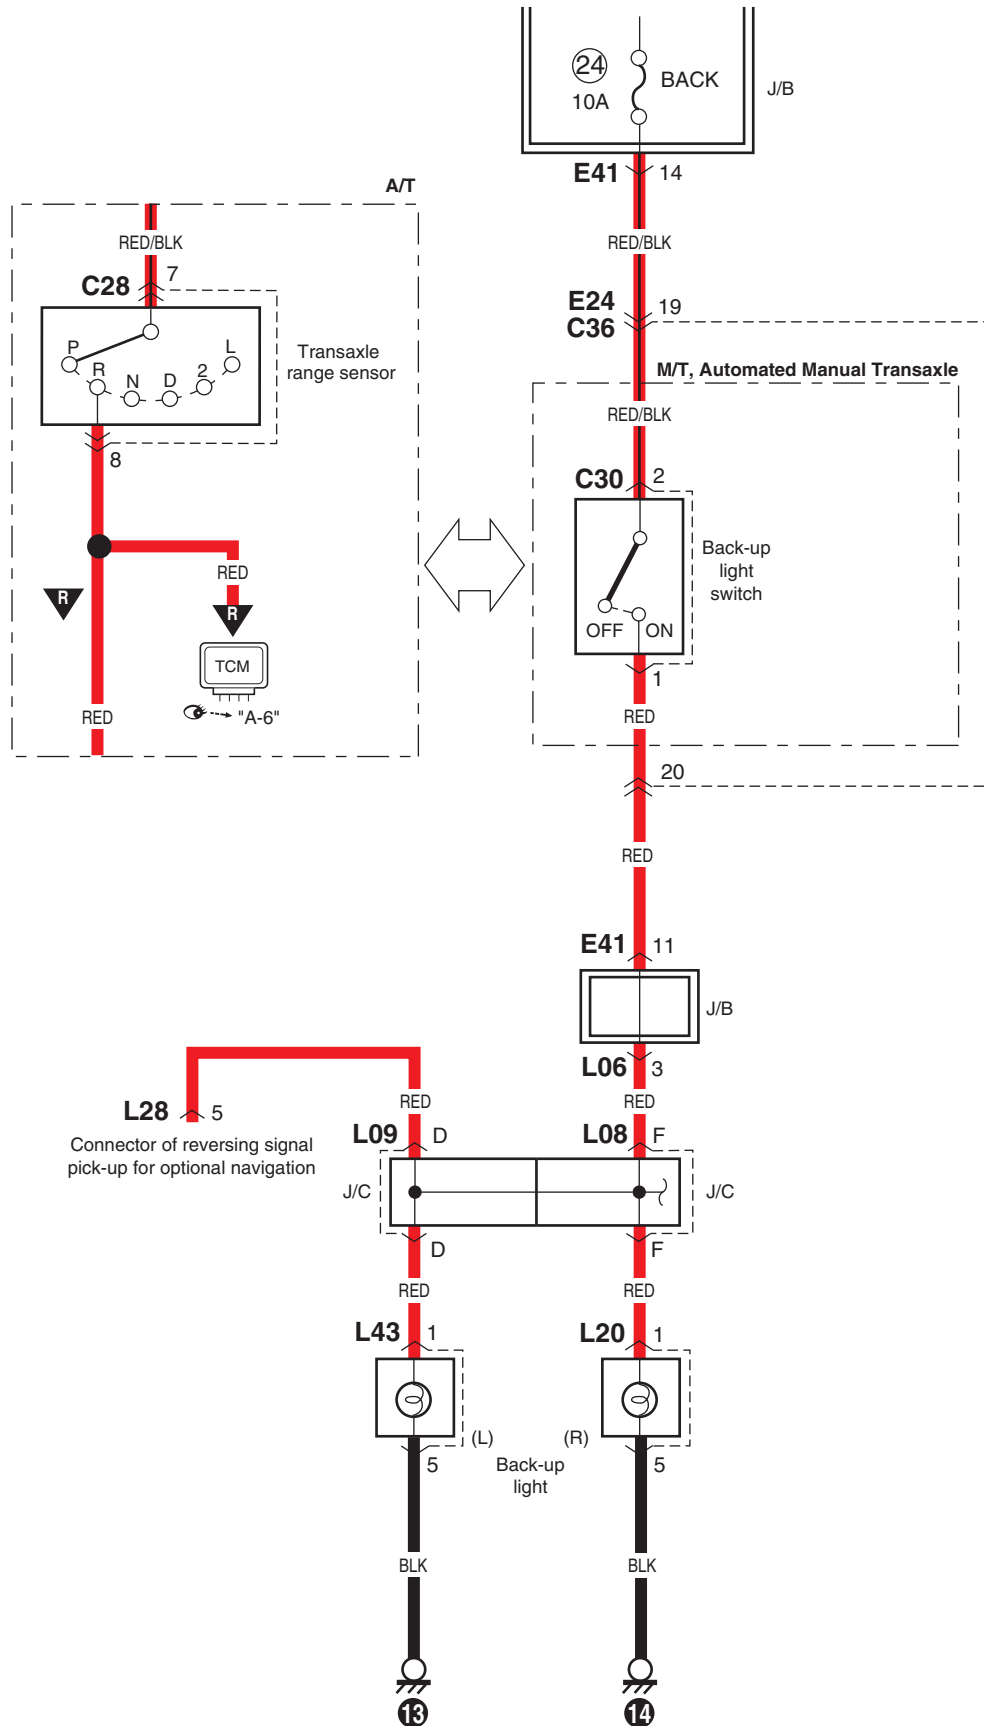 24
10A
BACK
J/B
E41
14
RED/BLK
E24
C36
19
A/T
RED/BLK
C28
7
P
R
N
D
2
L
Transaxle
range sensor
8
RED
R
R
TCM
"A-6"
RED
M/T, Automated Manual Transaxle
RED/BLK
C30
2
Back-up
light
switch
OFF
ON
1
RED
20
RED
E41
11
J/B
L06
3
RED
RED
L28
5
Connector of reversing signal
pick-up for optional navigation
L09
D
L08
F
J/C
J/C
D
F
RED
RED
L43
1
L20
1
(L)
(R)
5
Back-up
light
5
BLK
BLK
13
14